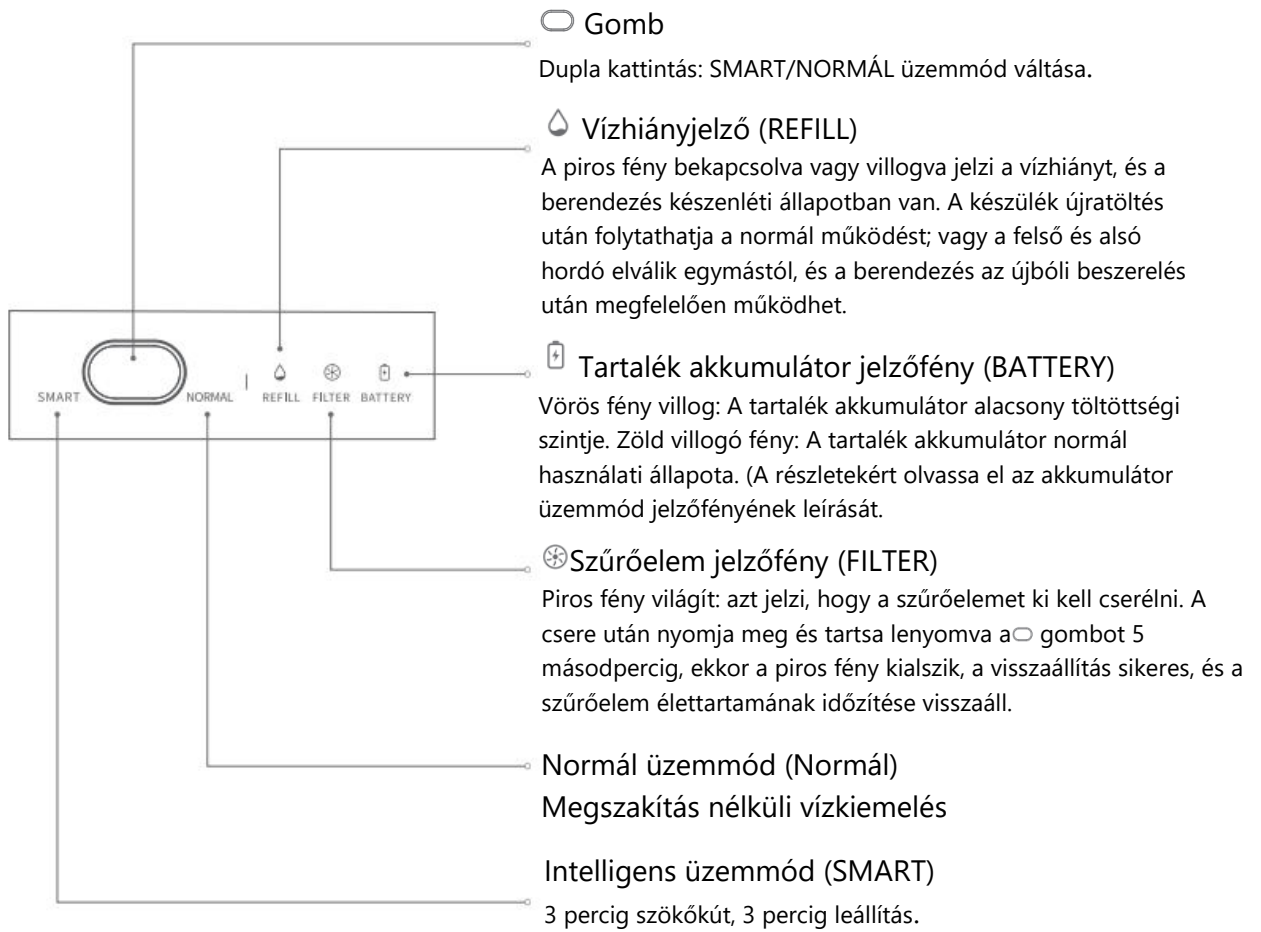 Gomb
Dupla kattintás: SMART/NORMÁL üzemmód váltása.
Vízhiányjelző (REFILL)
A piros fény bekapcsolva vagy villogva jelzi a vízhiányt, és a
berendezés készenléti állapotban van. A készülék újratöltés
után folytathatja a normál működést; vagy a felső és alsó
hordó elválik egymástól, és a berendezés az újbóli beszerelés
után megfelelően működhet.
SMART
NORMAL
REFILL FILTER BATTERY
Tartalék akkumulátor jelzőfény (BATTERY)
Vörös fény villog: A tartalék akkumulátor alacsony töltöttségi
szintje. Zöld villogó fény: A tartalék akkumulátor normál
használati állapota. (A részletekért olvassa el az akkumulátor
üzemmód jelzőfényének leírását.
Szűrőelem jelzőfény (FILTER)
Piros fény világít: azt jelzi, hogy a szűrőelemet ki kell cserélni. A
csere után nyomja meg és tartsa lenyomva a gombot 5
másodpercig, ekkor a piros fény kialszik, a visszaállítás sikeres, és a
szűrőelem élettartamának időzítése visszaáll.
Normál üzemmód (Normál)
Megszakítás nélküli vízkiemelés
Intelligens üzemmód (SMART)
3 percig szökőkút, 3 percig leállítás.